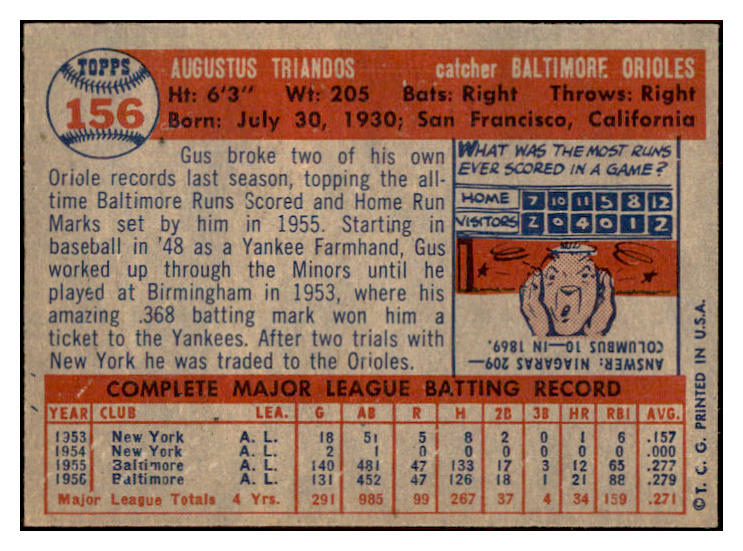 TOPPS
156
AUGUSTUS TRIANDOS catcher BALTIMORE ORIOLES
Ht: 6'3" Wt: 205 Bats: Right Throws: Right
Born: July 30, 1930; San Francisco, California
Gus broke two of his own
Oriole records last season, topping the all-
time Baltimore Runs Scored and Home Run
Marks set by him in 1955. Starting in
baseball in '48 as a Yankee Farmhand, Gus
worked up through the Minors until he
played at Birmingham in 1953, where his
amazing .368 batting mark won him a
ticket to the Yankees. After two trials with
New York he was traded to the Orioles.
WHAT WAS THE MOST RUNS
EVER SCORED IN A GAME?
HOME 7 10 11 5 8 12
VISITORS 2 0 4 0 1 2
ANSWER: NIAGARAS 209—
COLUMBUS 10—IN 1869.
COMPLETE MAJOR LEAGUE BATTING RECORD
YEAR CLUB LEA. G AB R H 2B 3B HR RBI AVG.
1953 New York A. L. 18 51 5 8 2 0 1 6 .157
1954 New York A. L. 2 1 0 0 0 0 0 0 .000
1955 Baltimore A. L. 140 481 47 133 17 3 12 65 .277
1956 Baltimore A. L. 131 452 47 126 18 1 21 88 .279
Major League Totals 4 Yrs. 291 985 99 267 37 4 34 159 .271
© T. C. G. PRINTED IN U.S.A.